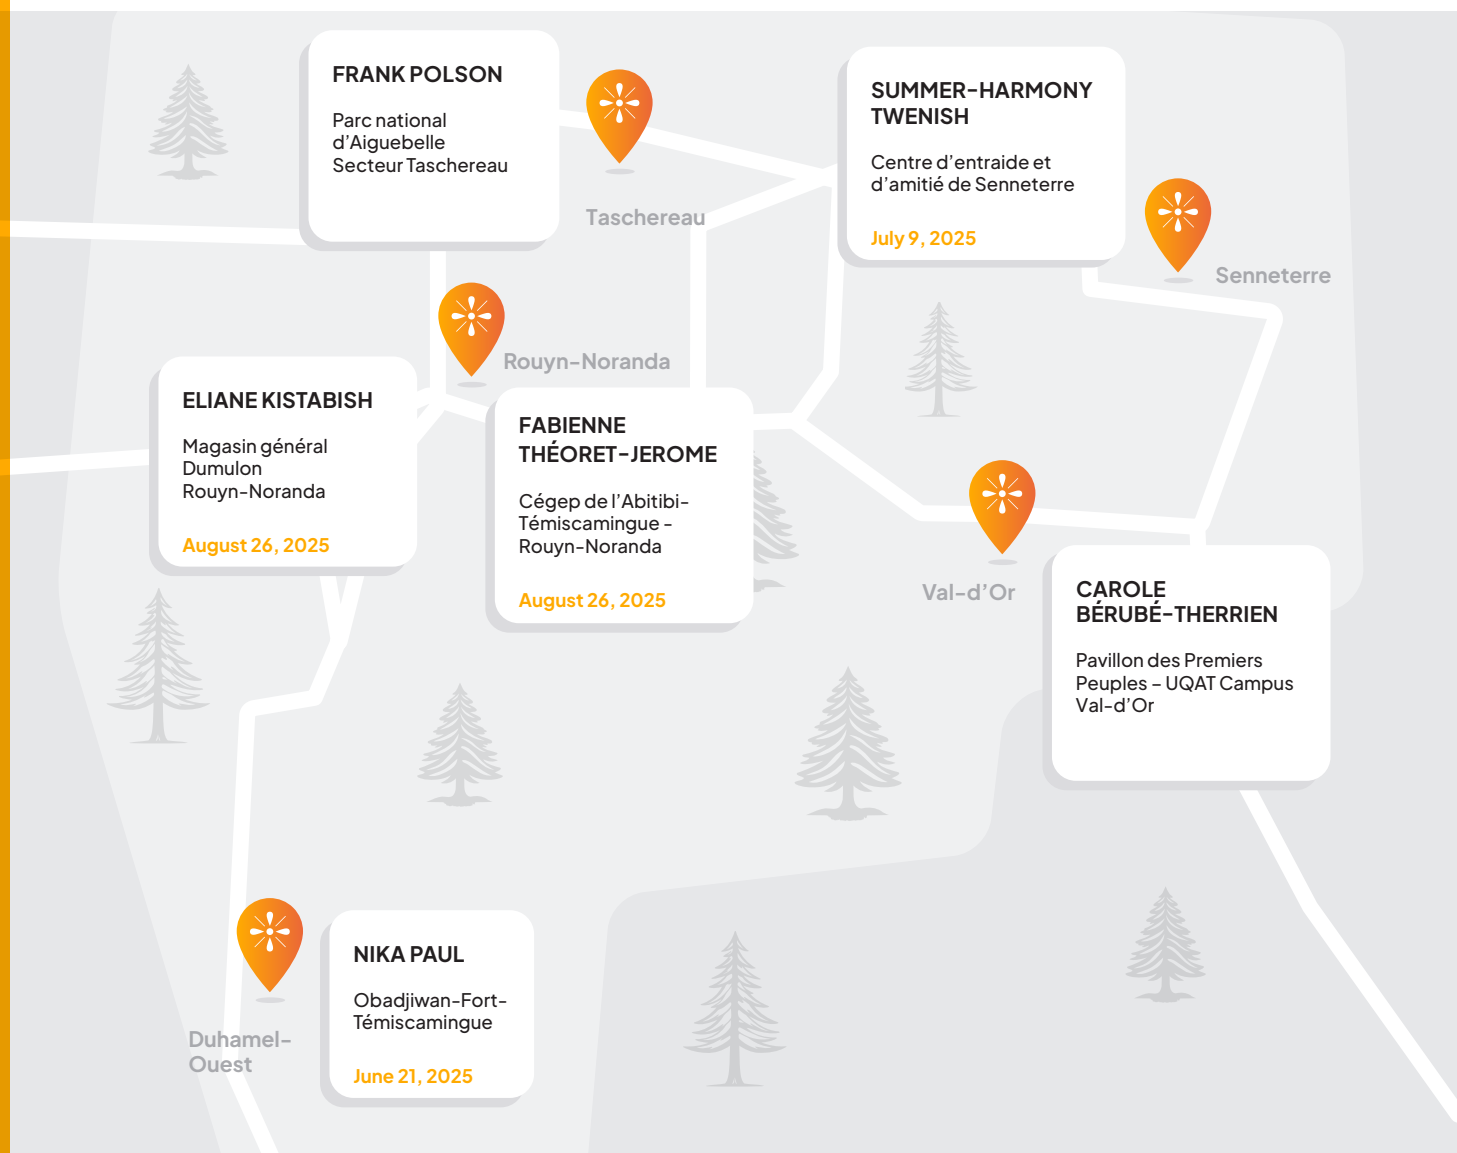 FRANK POLSON
Parc national
d’Aiguebelle
Secteur Taschereau
Taschereau
SUMMER-HARMONY
TWENISH
Centre d’entraide et
d’amitié de Senneterre
July 9, 2025
Senneterre
Rouyn-Noranda
ELIANE KISTABISH
Magasin général
Dumulon
Rouyn-Noranda
August 26, 2025
FABIENNE
THÉORET-JEROME
Cégep de l’Abitibi-
Témiscamingue -
Rouyn-Noranda
August 26, 2025
Val-d’Or
CAROLE
BÉRUBÉ-THERRIEN
Pavillon des Premiers
Peuples – UQAT Campus
Val-d’Or
Duhamel-
Ouest
NIKA PAUL
Obadjiwan-Fort-
Témiscamingue
June 21, 2025